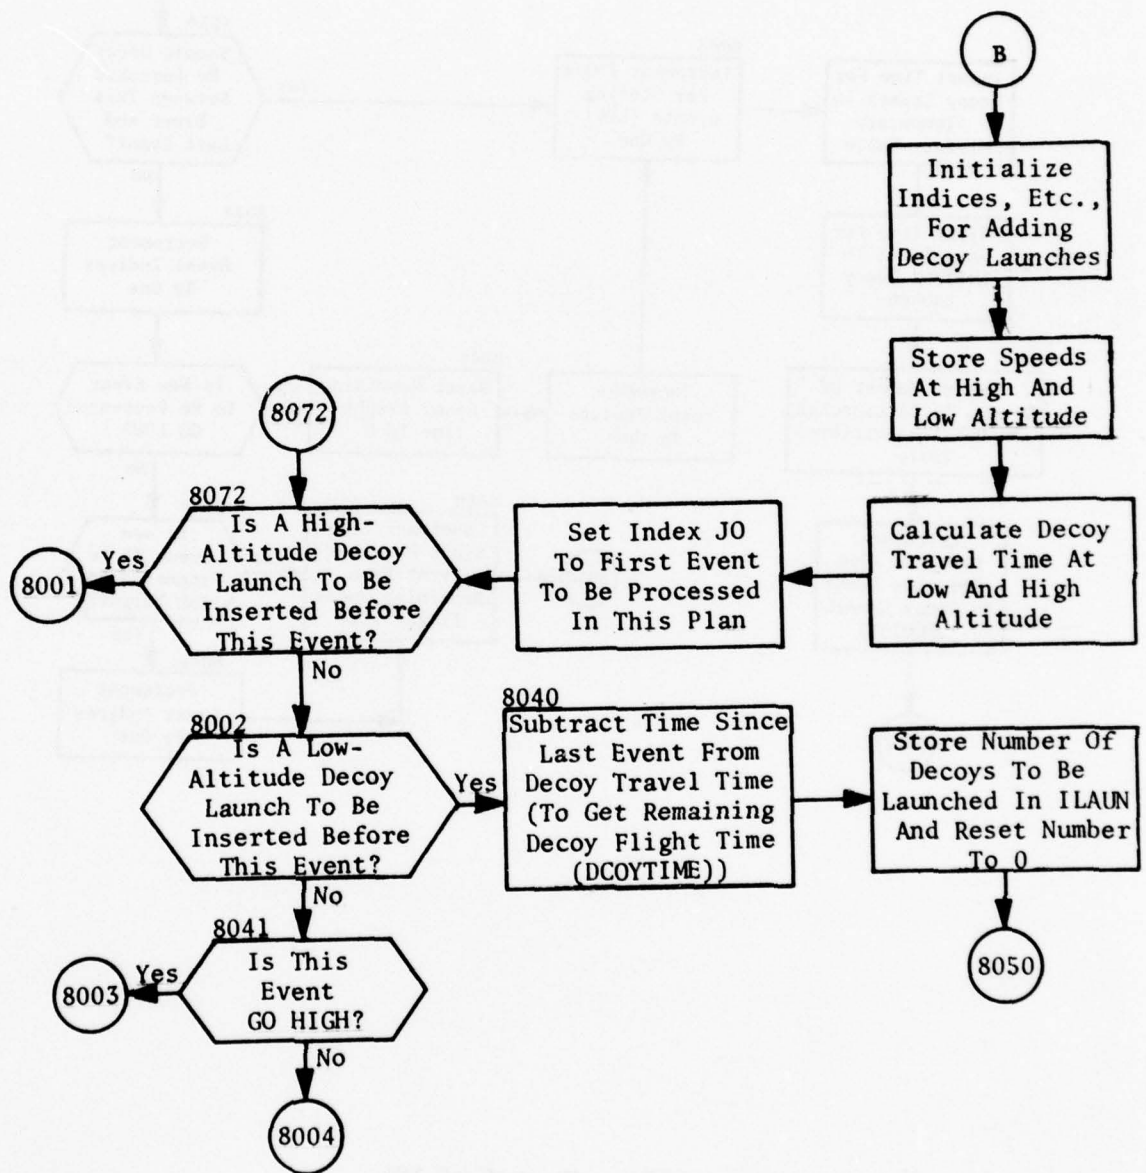 B
Initialize
Indices, Etc.,
For Adding
Decoy Launches
Store Speeds
At High And
Low Altitude
Calculate Decoy
Travel Time At
Low And High
Altitude
Set Index JO
To First Event
To Be Processed
In This Plan
8072
8072
Is A High-
Altitude Decoy
Launch To Be
Inserted Before
This Event?
Yes
8001
No
8002
Is A Low-
Altitude Decoy
Launch To Be
Inserted Before
This Event?
Yes
8040
Subtract Time Since
Last Event From
Decoy Travel Time
(To Get Remaining
Decoy Flight Time
(DCOYTIME))
Store Number Of
Decoys To Be
Launched In ILAUN
And Reset Number
To 0
8050
No
8041
Is This
Event
GO HIGH?
Yes
8003
No
8004